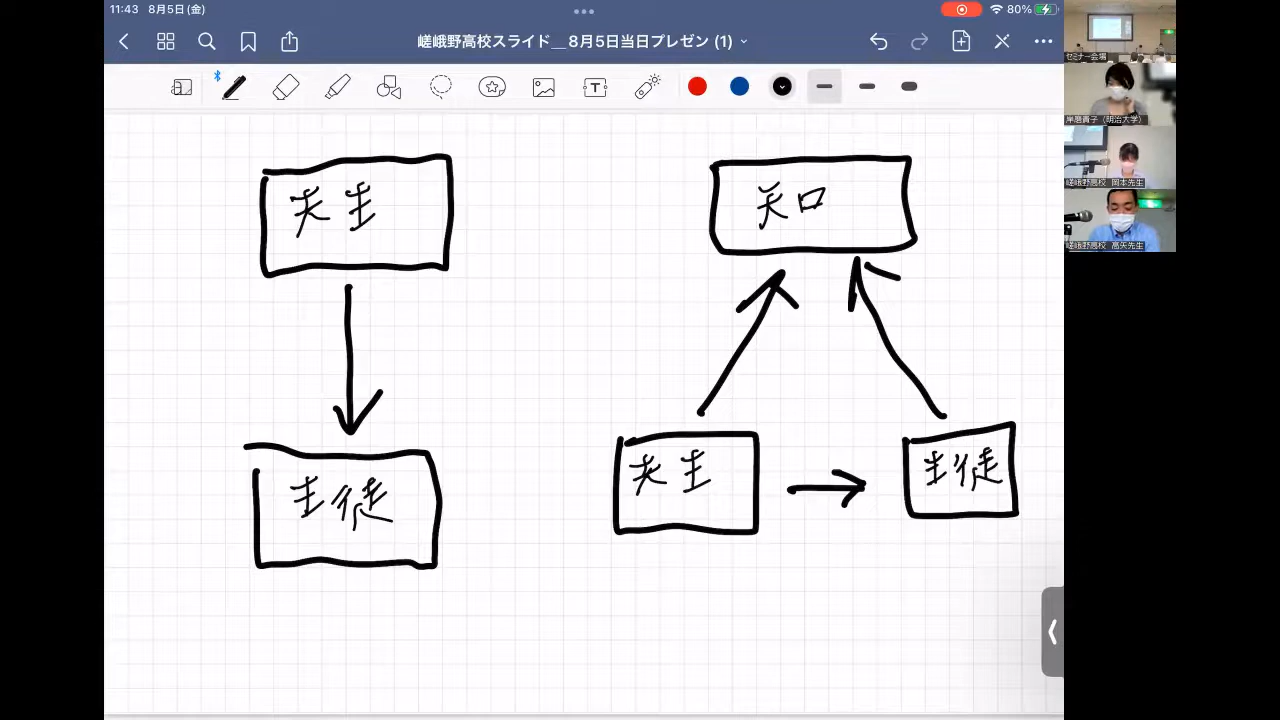 11:43 8月5日(金)
80%
嵯峨野高校スライド__8月5日当日プレゼン (1)
先生
生徒
知
先生
生徒
セミナー会場
岸磨貴子（明治大学）
嵯峨野高校 岡本先生
嵯峨野高校 高矢先生